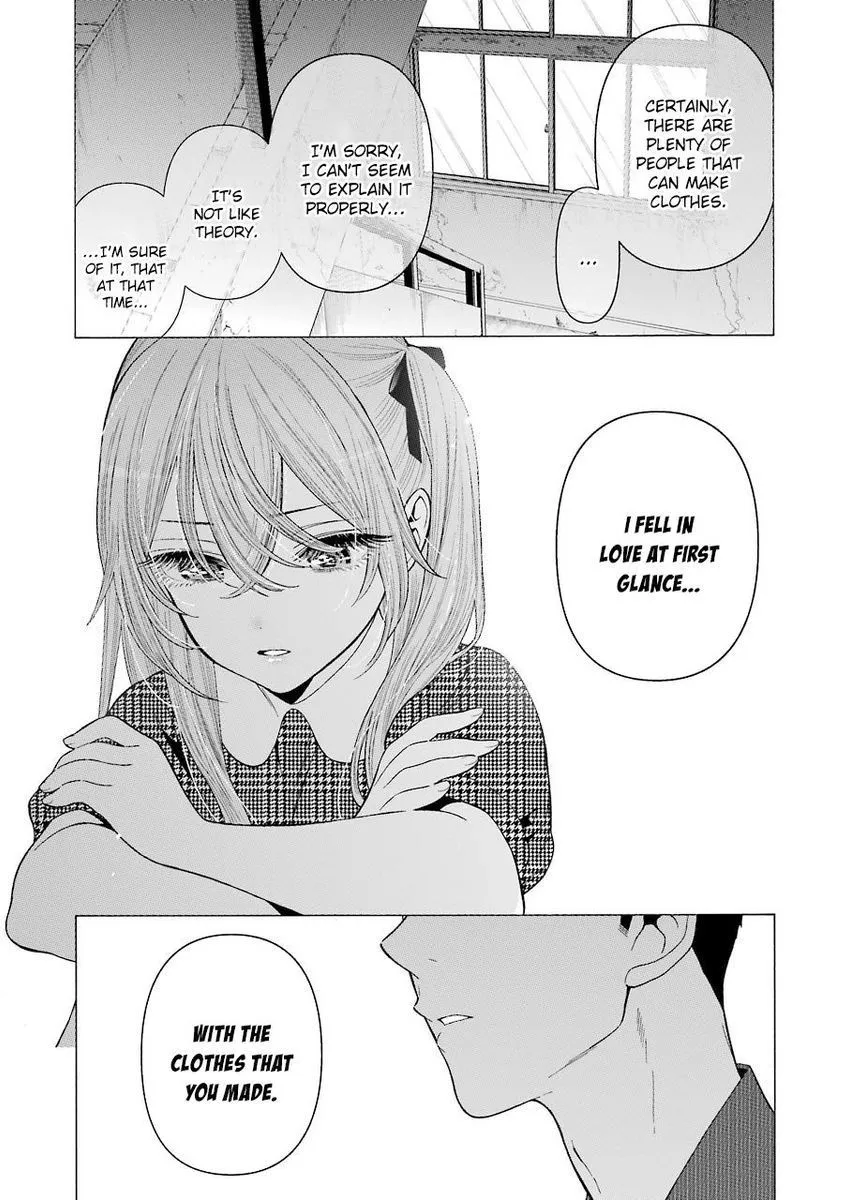 CERTAINLY,
THERE ARE
PLENTY OF
PEOPLE THAT
CAN MAKE
CLOTHES.
...
I'M SORRY,
I CAN'T SEEM
TO EXPLAIN IT
PROPERLY...
IT'S
NOT LIKE
THEORY.
...I'M SURE
OF IT, THAT
AT THAT
TIME...
I FELL IN
LOVE AT FIRST
GLANCE...
WITH THE
CLOTHES THAT
YOU MADE.